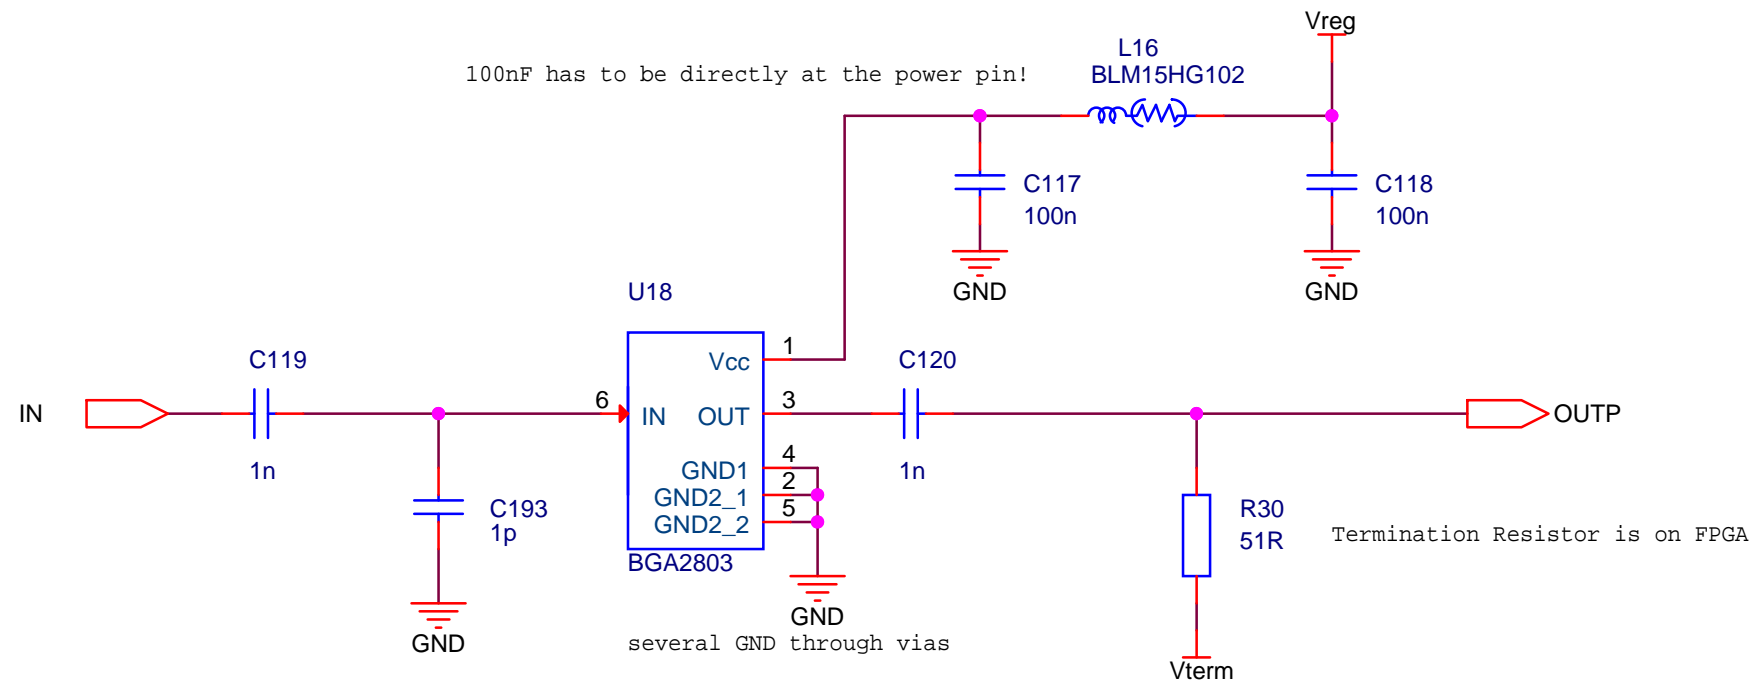 Vreg
L16
BLM15HG102
100nF has to be directly at the power pin!
C117
100n
C118
100n
GND
GND
U18
1
Vcc
C119
C120
IN
6
IN
OUT
3
OUTP
1n
1n
4
GND1
2
GND2_1
5
GND2_2
C193
1p
R30
51R
Termination Resistor is on FPGA
BGA2803
GND
GND
several GND through vias
Vterm